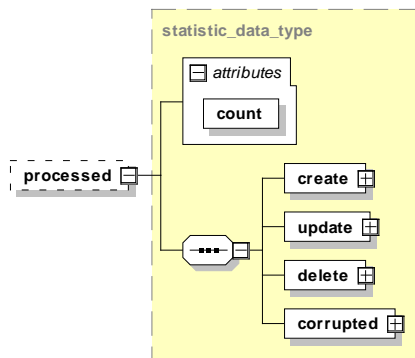 statistic_data_type
attributes
count
processed
create
update
delete
corrupted